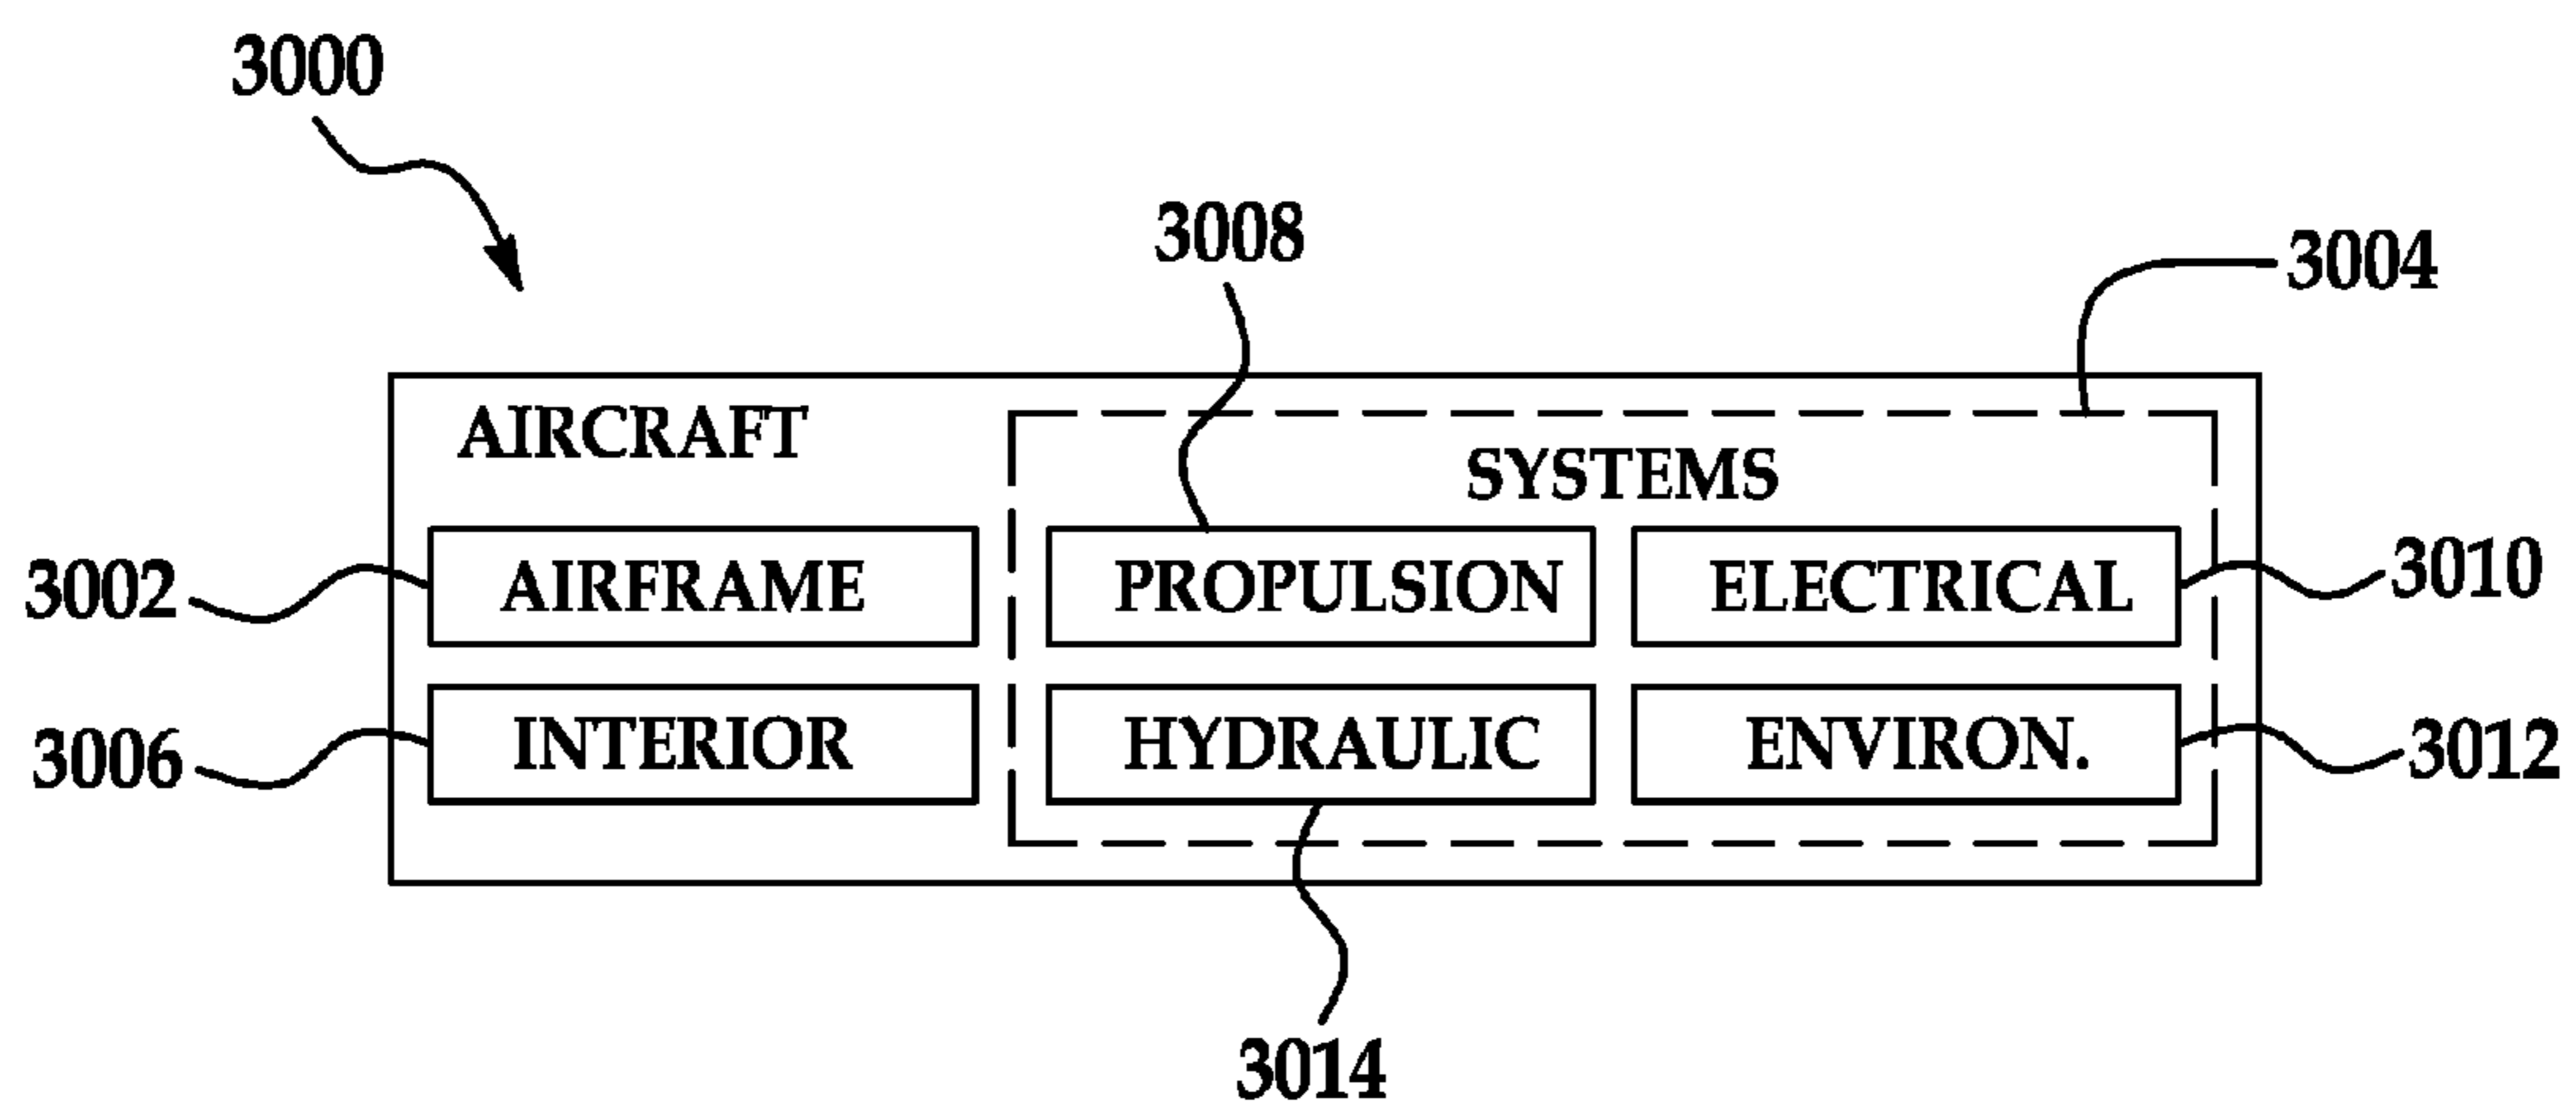 3000
3008
3004
AIRCRAFT
SYSTEMS
3002
AIRFRAME
PROPULSION
ELECTRICAL
3010
3006
INTERIOR
HYDRAULIC
ENVIRON.
3012
3014